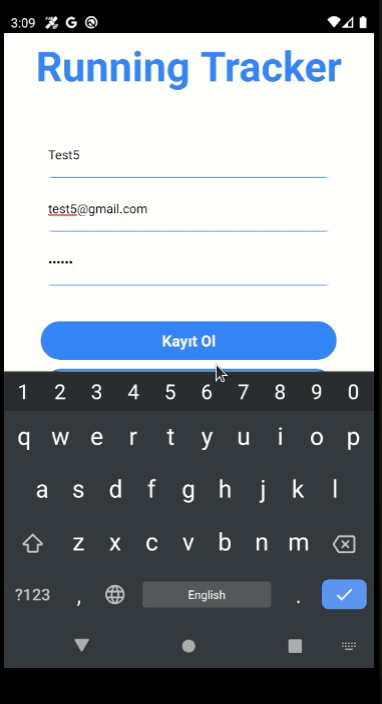 3:09
Running Tracker
Test5
test5@gmail.com
••••••
Kayıt Ol
1 2 3 4 5 6 7 8 9 0
q w e r t y u i o p
a s d f g h j k l
z x c v b n m
?123 , English .